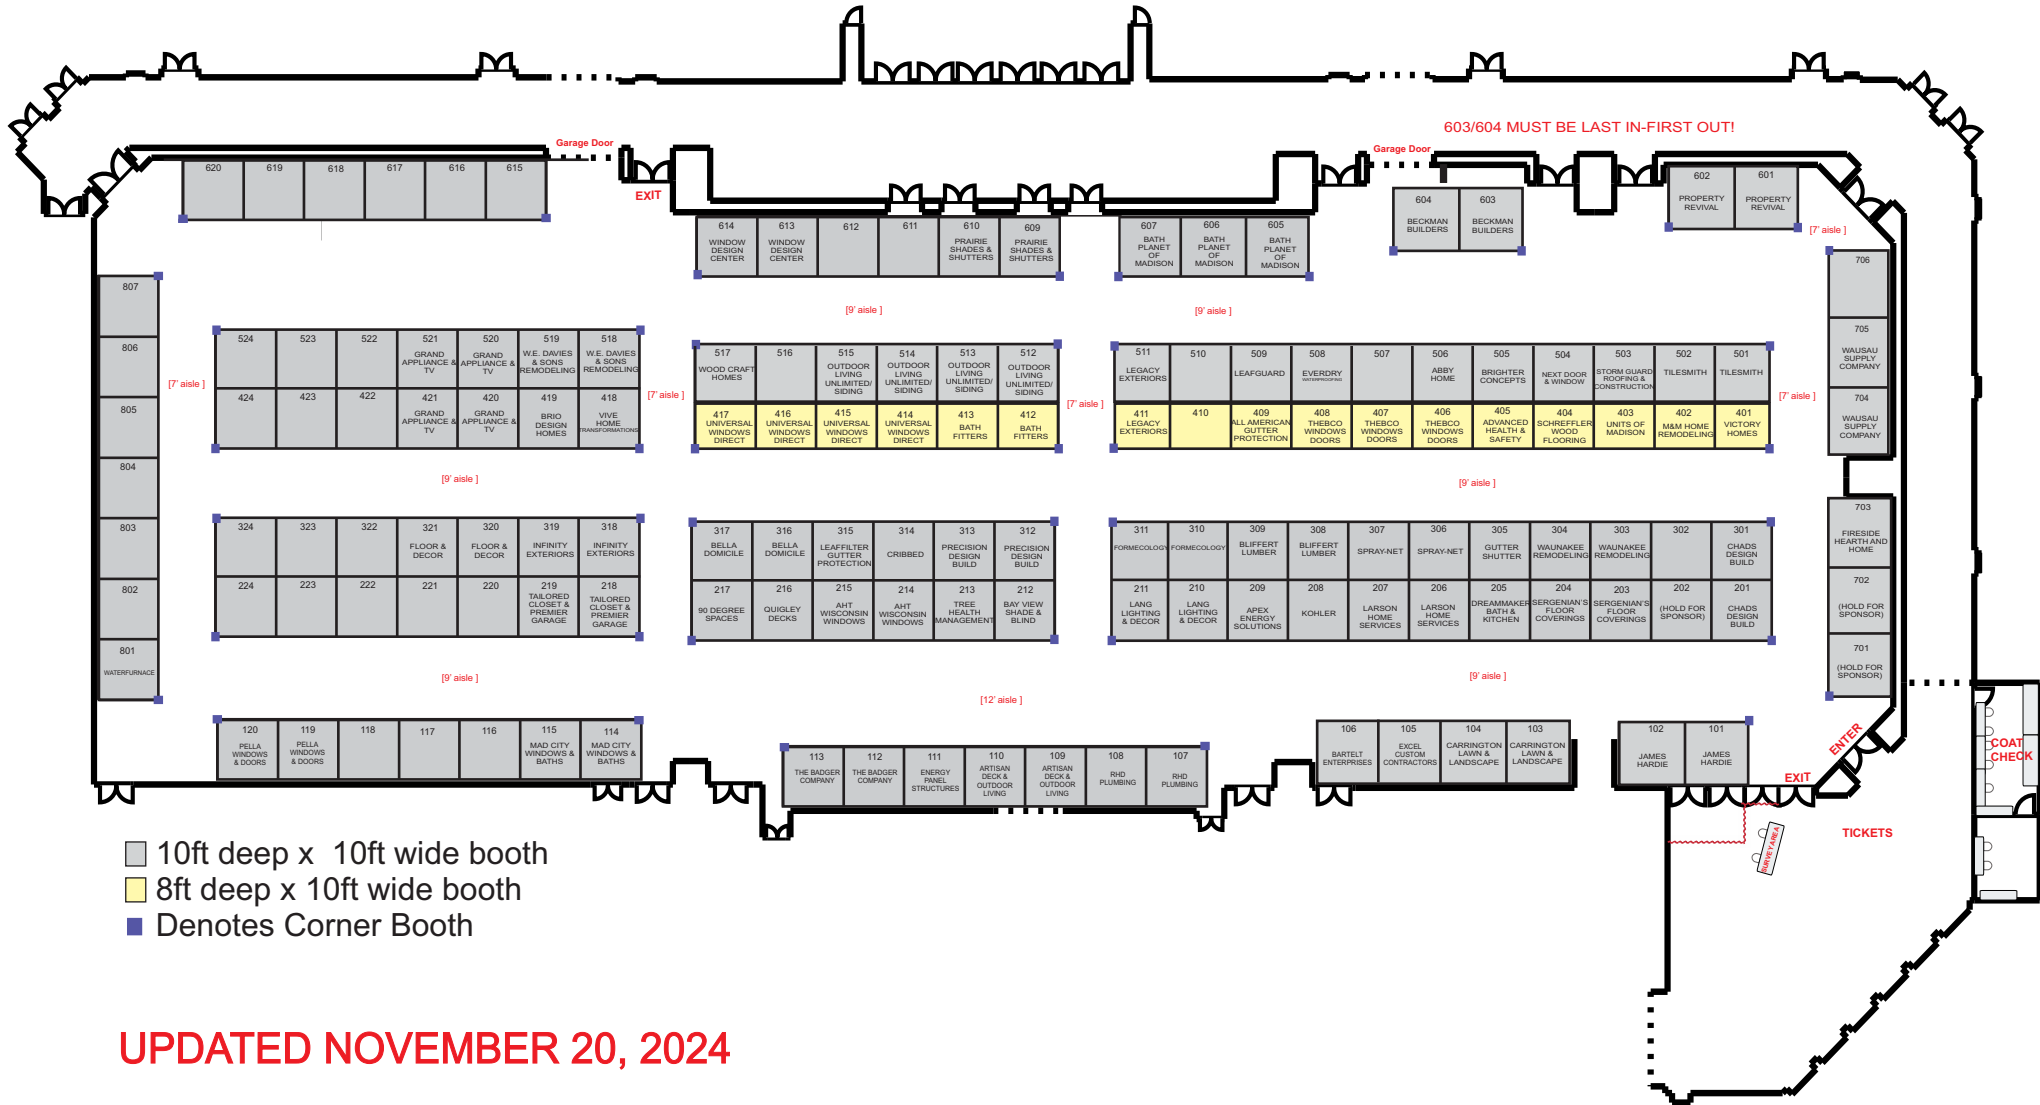 603/604 MUST BE LAST IN-FIRST OUT!
Garage Door
Garage Door
EXIT
620
619
618
617
616
615
614
WINDOW
DESIGN
CENTER
613
WINDOW
DESIGN
CENTER
612
611
610
PRAIRIE
SHADES &
SHUTTERS
609
PRAIRIE
SHADES &
SHUTTERS
607
BATH
PLANET
OF
MADISON
606
BATH
PLANET
OF
MADISON
605
BATH
PLANET
OF
MADISON
604
BECKMAN
BUILDERS
603
BECKMAN
BUILDERS
602
PROPERTY
REVIVAL
601
PROPERTY
REVIVAL
[7' aisle ]
[9' aisle ]
[9' aisle ]
807
806
805
804
803
802
801
WATERFURNACE
[7' aisle ]
524
523
522
521
GRAND
APPLIANCE &
TV
520
GRAND
APPLIANCE &
TV
519
W.E. DAVIES
& SONS
REMODELING
518
W.E. DAVIES
& SONS
REMODELING
424
423
422
421
GRAND
APPLIANCE &
TV
420
GRAND
APPLIANCE &
TV
419
BRIO
DESIGN
HOMES
418
VIVE
HOME
TRANSFORMATIONS
[7' aisle ]
517
WOOD CRAFT
HOMES
516
515
OUTDOOR
LIVING
UNLIMITED/
SIDING
514
OUTDOOR
LIVING
UNLIMITED/
SIDING
513
OUTDOOR
LIVING
UNLIMITED/
SIDING
512
OUTDOOR
LIVING
UNLIMITED/
SIDING
417
UNIVERSAL
WINDOWS
DIRECT
416
UNIVERSAL
WINDOWS
DIRECT
415
UNIVERSAL
WINDOWS
DIRECT
414
UNIVERSAL
WINDOWS
DIRECT
413
BATH
FITTERS
412
BATH
FITTERS
[7' aisle ]
511
LEGACY
EXTERIORS
510
509
LEAFGUARD
508
EVERDRY
WATERPROOFING
507
506
ABBY
HOME
505
BRIGHTER
CONCEPTS
504
NEXT DOOR
& WINDOW
503
STORM GUARD
ROOFING &
CONSTRUCTION
502
TILESMITH
501
TILESMITH
411
LEGACY
EXTERIORS
410
409
ALL AMERICAN
GUTTER
PROTECTION
408
THEBCO
WINDOWS
DOORS
407
THEBCO
WINDOWS
DOORS
406
THEBCO
WINDOWS
DOORS
405
ADVANCED
HEALTH &
SAFETY
404
SCHREFFLER
WOOD
FLOORING
403
UNITS OF
MADISON
402
M&M HOME
REMODELING
401
VICTORY
HOMES
[7' aisle ]
706
705
WAUSAU
SUPPLY
COMPANY
704
WAUSAU
SUPPLY
COMPANY
703
FIRESIDE
HEARTH AND
HOME
702
(HOLD FOR
SPONSOR)
701
(HOLD FOR
SPONSOR)
[9' aisle ]
[9' aisle ]
324
323
322
321
FLOOR &
DECOR
320
FLOOR &
DECOR
319
INFINITY
EXTERIORS
318
INFINITY
EXTERIORS
224
223
222
221
220
219
TAILORED
CLOSET &
PREMIER
GARAGE
218
TAILORED
CLOSET &
PREMIER
GARAGE
317
BELLA
DOMICILE
316
BELLA
DOMICILE
315
LEAFFILTER
GUTTER
PROTECTION
314
CRIBBED
313
PRECISION
DESIGN
BUILD
312
PRECISION
DESIGN
BUILD
217
90 DEGREE
SPACES
216
QUIGLEY
DECKS
215
AHT
WISCONSIN
WINDOWS
214
AHT
WISCONSIN
WINDOWS
213
TREE
HEALTH
MANAGEMENT
212
BAY VIEW
SHADE &
BLIND
311
FORMECOLOGY
310
FORMECOLOGY
309
BLIFFERT
LUMBER
308
BLIFFERT
LUMBER
307
SPRAY-NET
306
SPRAY-NET
305
GUTTER
SHUTTER
304
WAUNAKEE
REMODELING
303
WAUNAKEE
REMODELING
302
301
CHADS
DESIGN
BUILD
211
LANG
LIGHTING
& DECOR
210
LANG
LIGHTING
& DECOR
209
APEX
ENERGY
SOLUTIONS
208
KOHLER
207
LARSON
HOME
SERVICES
206
LARSON
HOME
SERVICES
205
DREAMMAKER
BATH &
KITCHEN
204
SERGENIAN'S
FLOOR
COVERINGS
203
SERGENIAN'S
FLOOR
COVERINGS
202
(HOLD FOR
SPONSOR)
201
CHADS
DESIGN
BUILD
[9' aisle ]
[12' aisle ]
[9' aisle ]
120
PELLA
WINDOWS
& DOORS
119
PELLA
WINDOWS
& DOORS
118
117
116
115
MAD CITY
WINDOWS &
BATHS
114
MAD CITY
WINDOWS &
BATHS
113
THE BADGER
COMPANY
112
THE BADGER
COMPANY
111
ENERGY
PANEL
STRUCTURES
110
ARTISAN
DECK &
OUTDOOR
LIVING
109
ARTISAN
DECK &
OUTDOOR
LIVING
108
RHD
PLUMBING
107
RHD
PLUMBING
106
BARTELT
ENTERPRISES
105
EXCEL
CUSTOM
CONTRACTORS
104
CARRINGTON
LAWN &
LANDSCAPE
103
CARRINGTON
LAWN &
LANDSCAPE
102
JAMES
HARDIE
101
JAMES
HARDIE
ENTER
EXIT
COAT
CHECK
TICKETS
SURVEY AREA
10ft deep x 10ft wide booth
8ft deep x 10ft wide booth
Denotes Corner Booth
UPDATED NOVEMBER 20, 2024